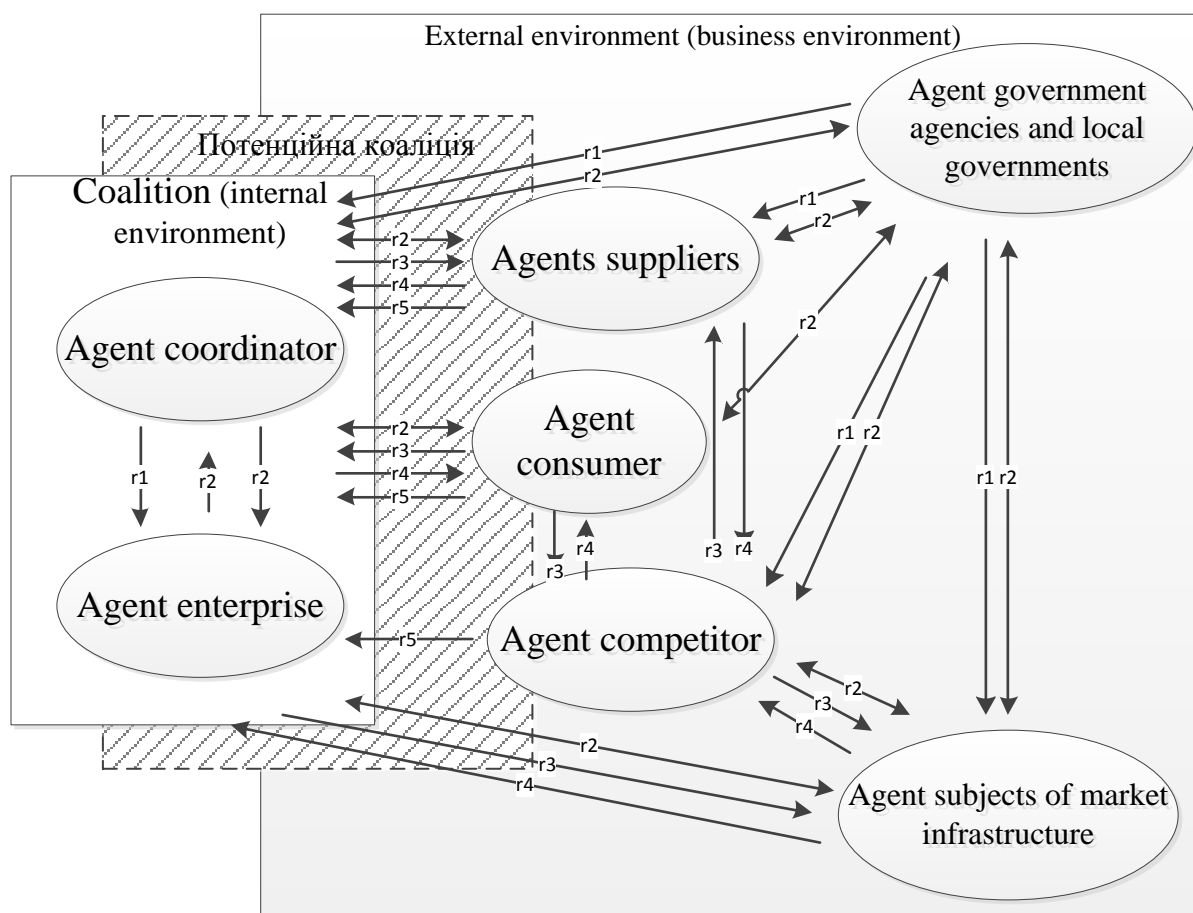 External environment (business environment)
Agent government
agencies and local
governments
Потенційна коаліція
r1
r2
Coalition (internal
environment)
r1
r2
r2
r3
r4
r5
Agents suppliers
r2
Agent coordinator
r2
r3
r4
r5
Agent
consumer
r1
r2
r1
r2
r2
r1
r2
r3
r4
r3
r4
Agent enterprise
r5
Agent competitor
r2
r3
r4
r2
r3
r4
Agent subjects of market
infrastructure